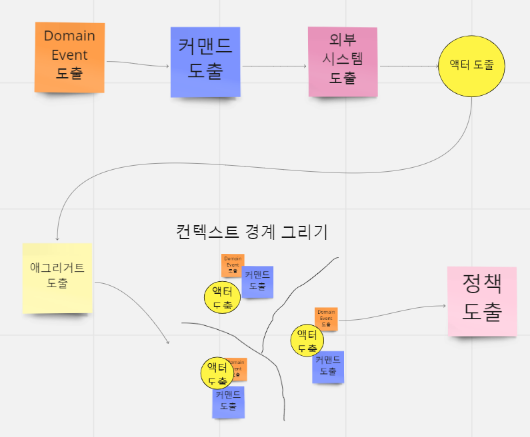 Domain
Event
도출
커맨드
도출
외부
시스템
도출
액터 도출
애그리거트
도출
컨텍스트 경계 그리기
Domain
Event
도출
커맨드
도출
액터
도출
Domain
Event
도출
액터
도출
커맨드
도출
액터
도출
Domain
Event
도출
커맨드
도출
정책
도출